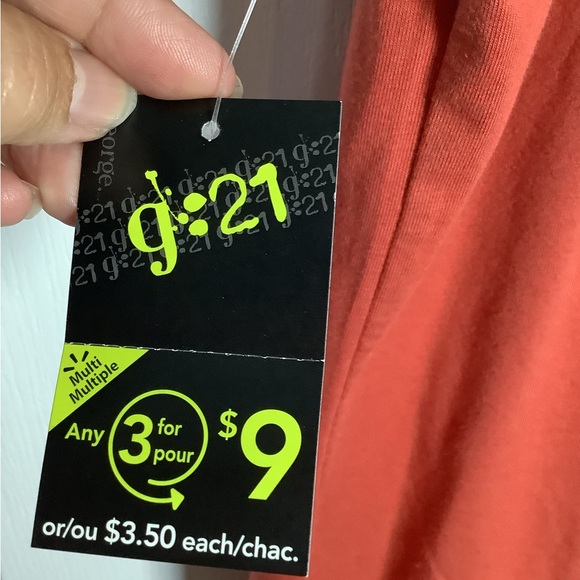 george.
g:21
Multi
Multiple
Any 3 for
pour $9
or/ou $3.50 each/chac.